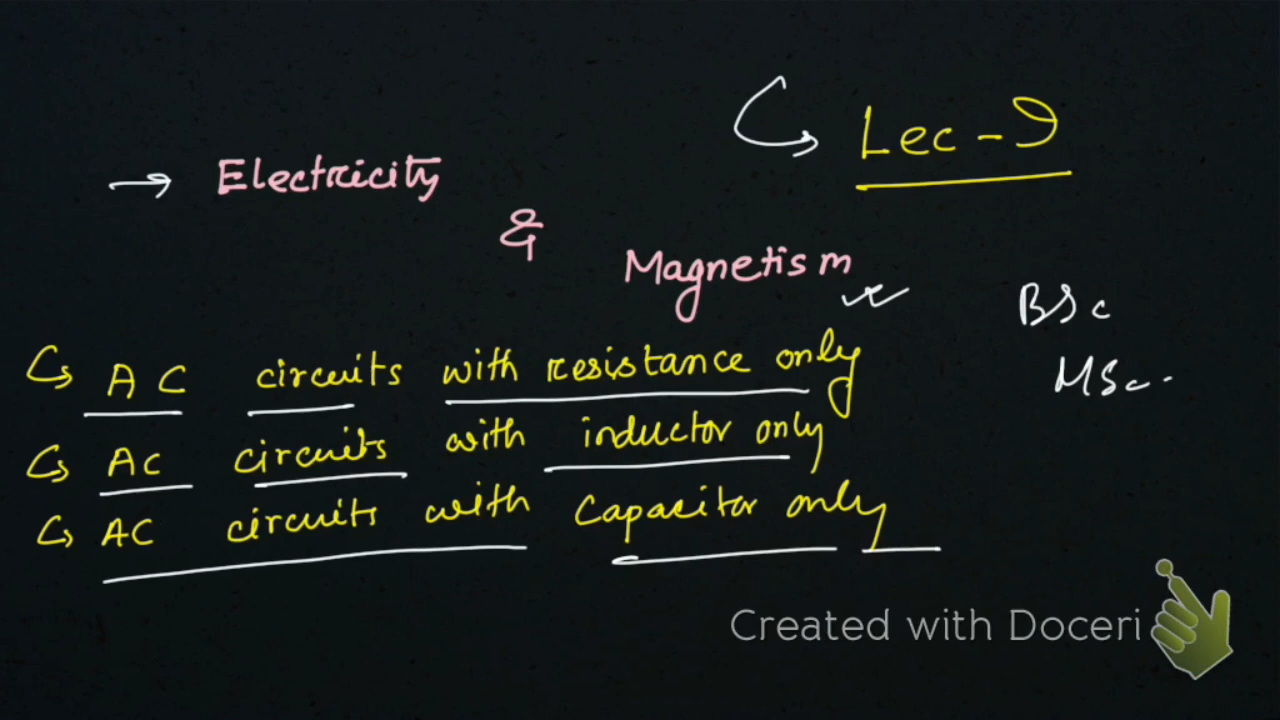 Lec - 9
→ Electricity
&
Magnetism
BSc
MSc.
AC circuits with resistance only
AC circuits with inductor only
AC circuits with capacitor only
Created with Doceri